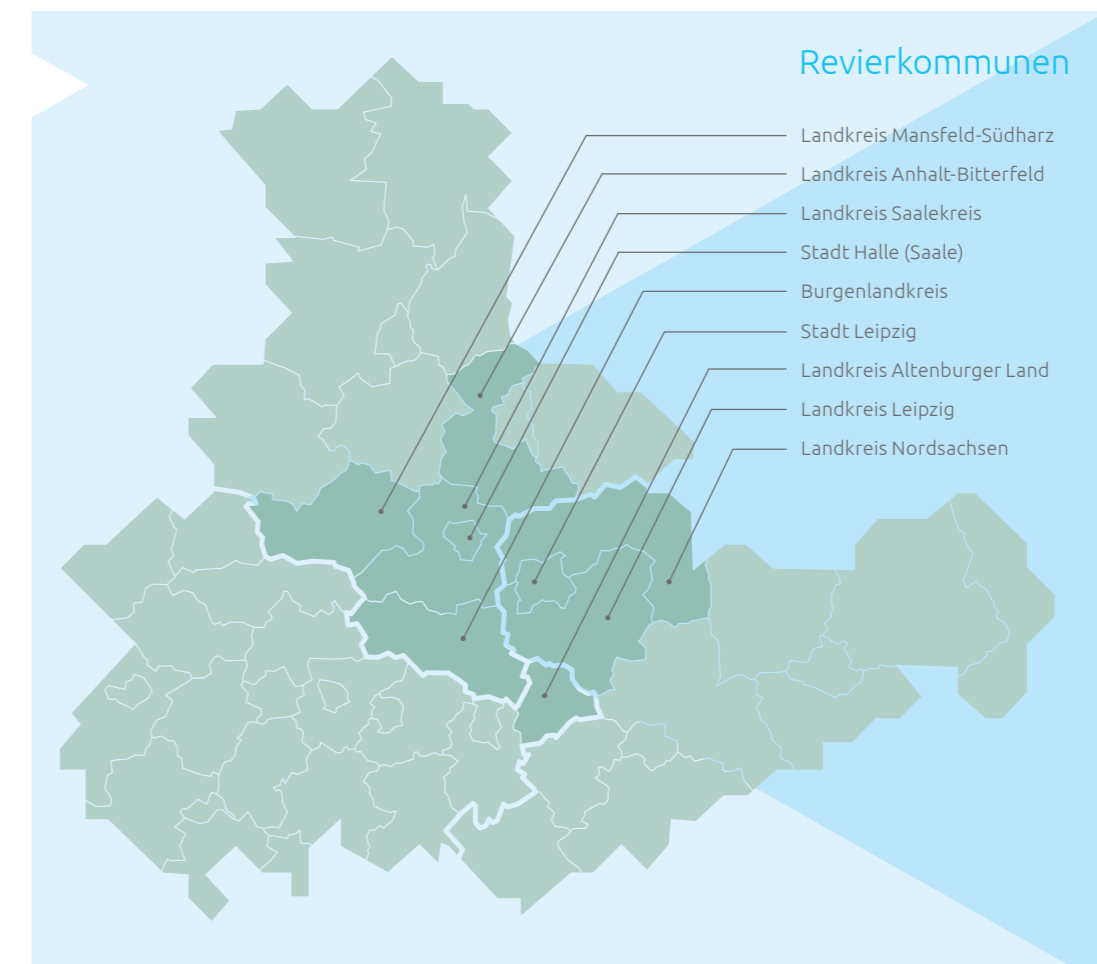 Revierkommunen
Landkreis Mansfeld-Südharz
Landkreis Anhalt-Bitterfeld
Landkreis Saalekreis
Stadt Halle (Saale)
Burgenlandkreis
Stadt Leipzig
Landkreis Altenburger Land
Landkreis Leipzig
Landkreis Nordsachsen